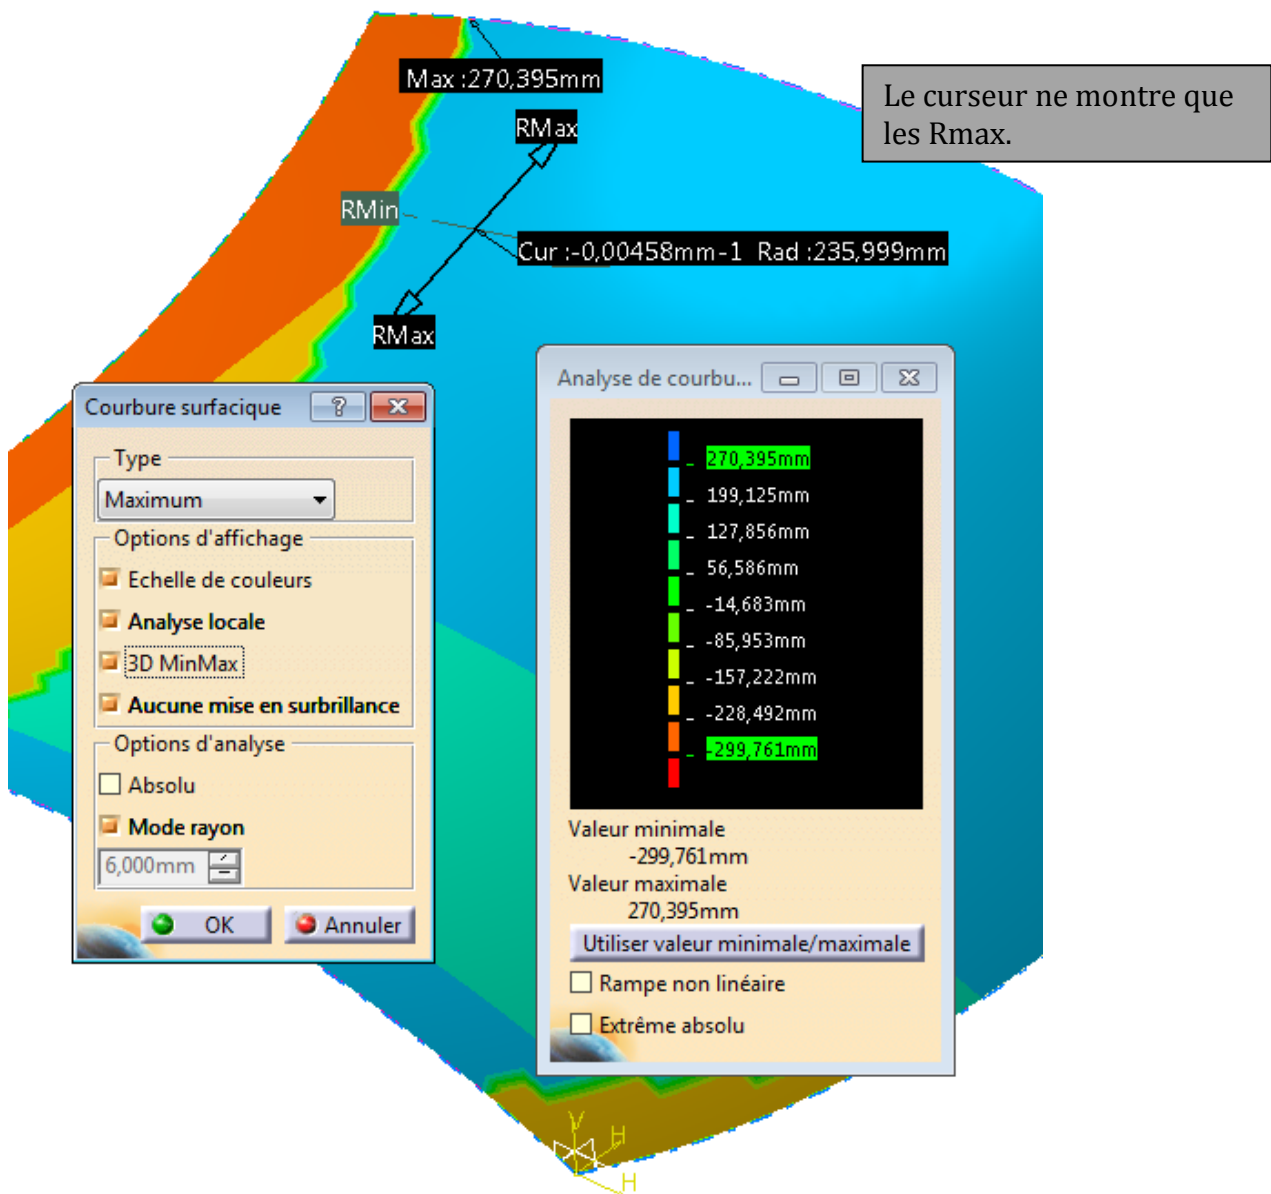 Max :270,395mm
Le curseur ne montre que
les Rmax.
RMax
RMin
Cur :-0,00458mm-1 Rad :235,999mm
RMax
Courbure surfacique
Type
Maximum
Options d'affichage
Echelle de couleurs
Analyse locale
3D MinMax
Aucune mise en surbrillance
Options d'analyse
Absolu
Mode rayon
6,000mm
OK
Annuler
Analyse de courbu...
270,395mm
199,125mm
127,856mm
56,586mm
-14,683mm
-85,953mm
-157,222mm
-228,492mm
-299,761mm
Valeur minimale
-299,761mm
Valeur maximale
270,395mm
Utiliser valeur minimale/maximale
Rampe non linéaire
Extrême absolu
V
H
H